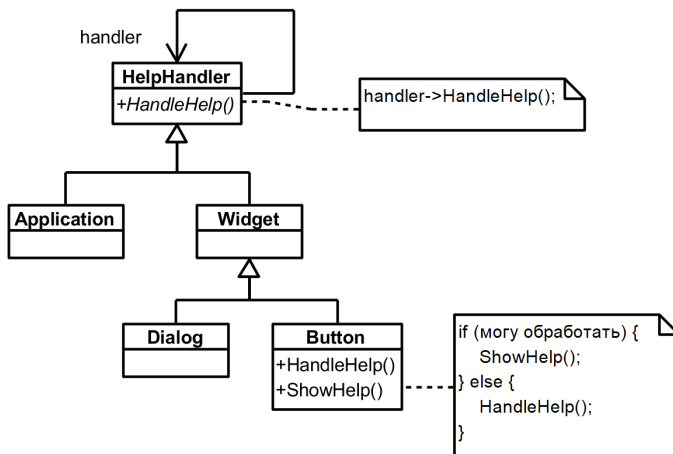 handler
HelpHandler
+HandleHelp()
handler->HandleHelp();
Application
Widget
Dialog
Button
+HandleHelp()
+ShowHelp()
if (могу обработать) {
ShowHelp();
} else {
HandleHelp();
}